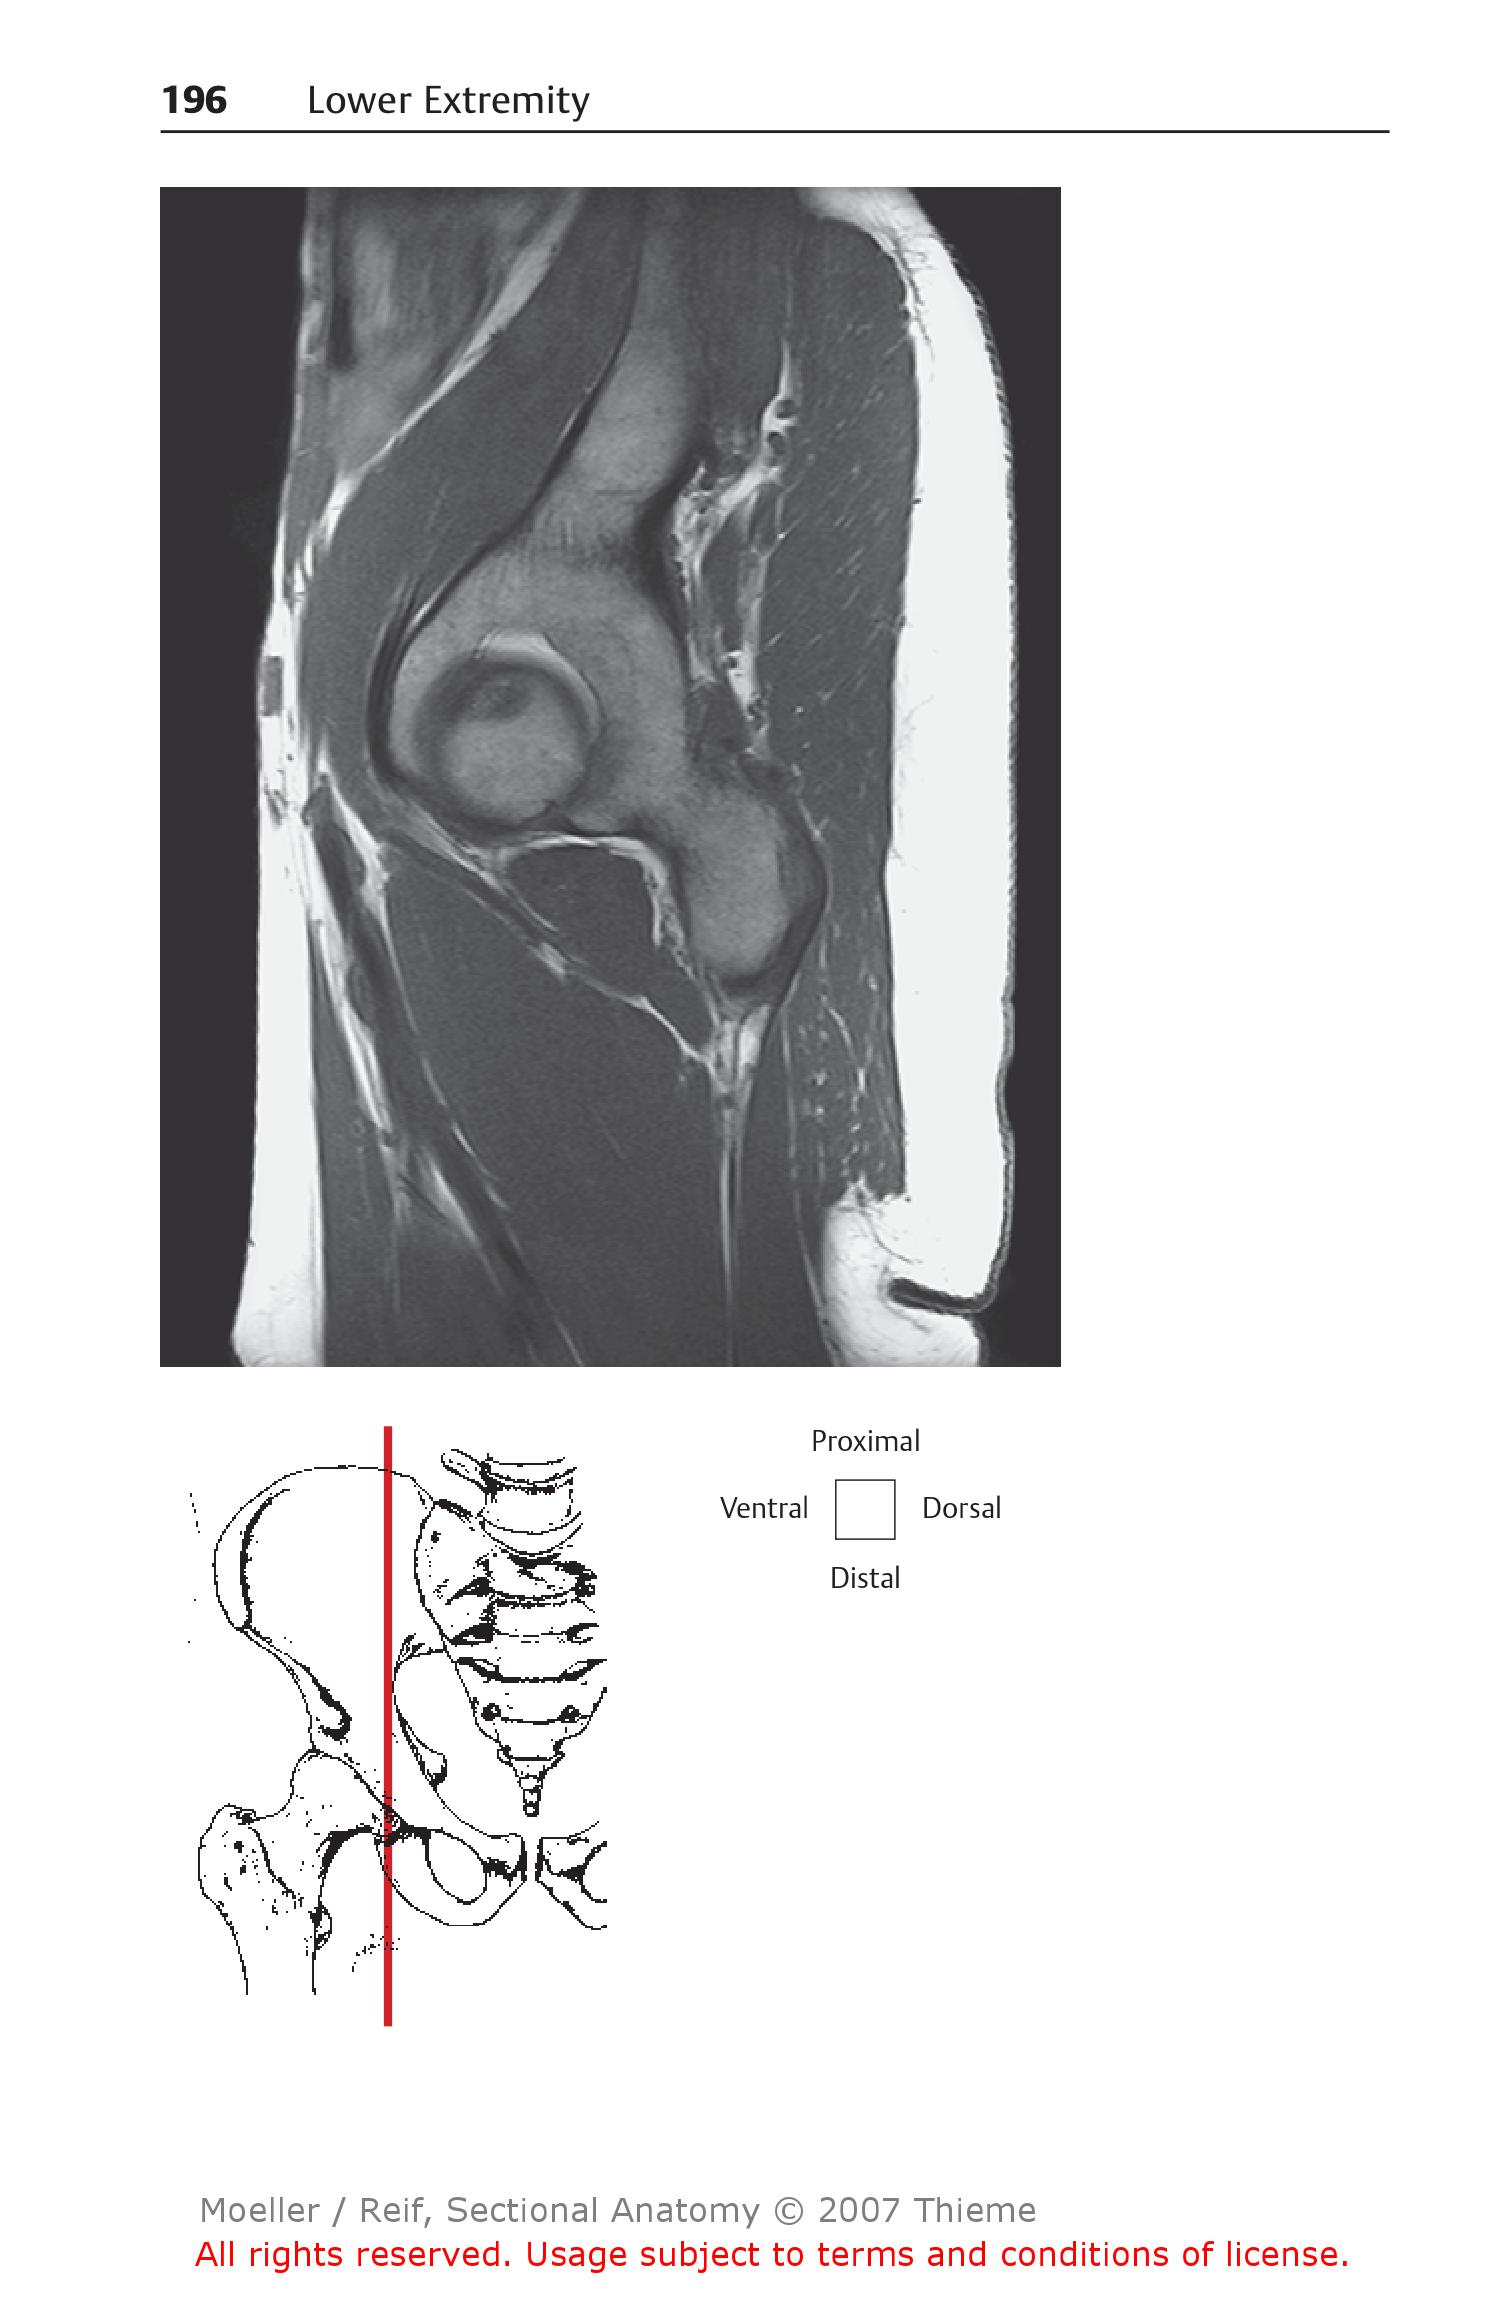 196 Lower Extremity
Proximal
Ventral Dorsal
Distal
Moeller / Reif, Sectional Anatomy © 2007 Thieme
All rights reserved. Usage subject to terms and conditions of license.